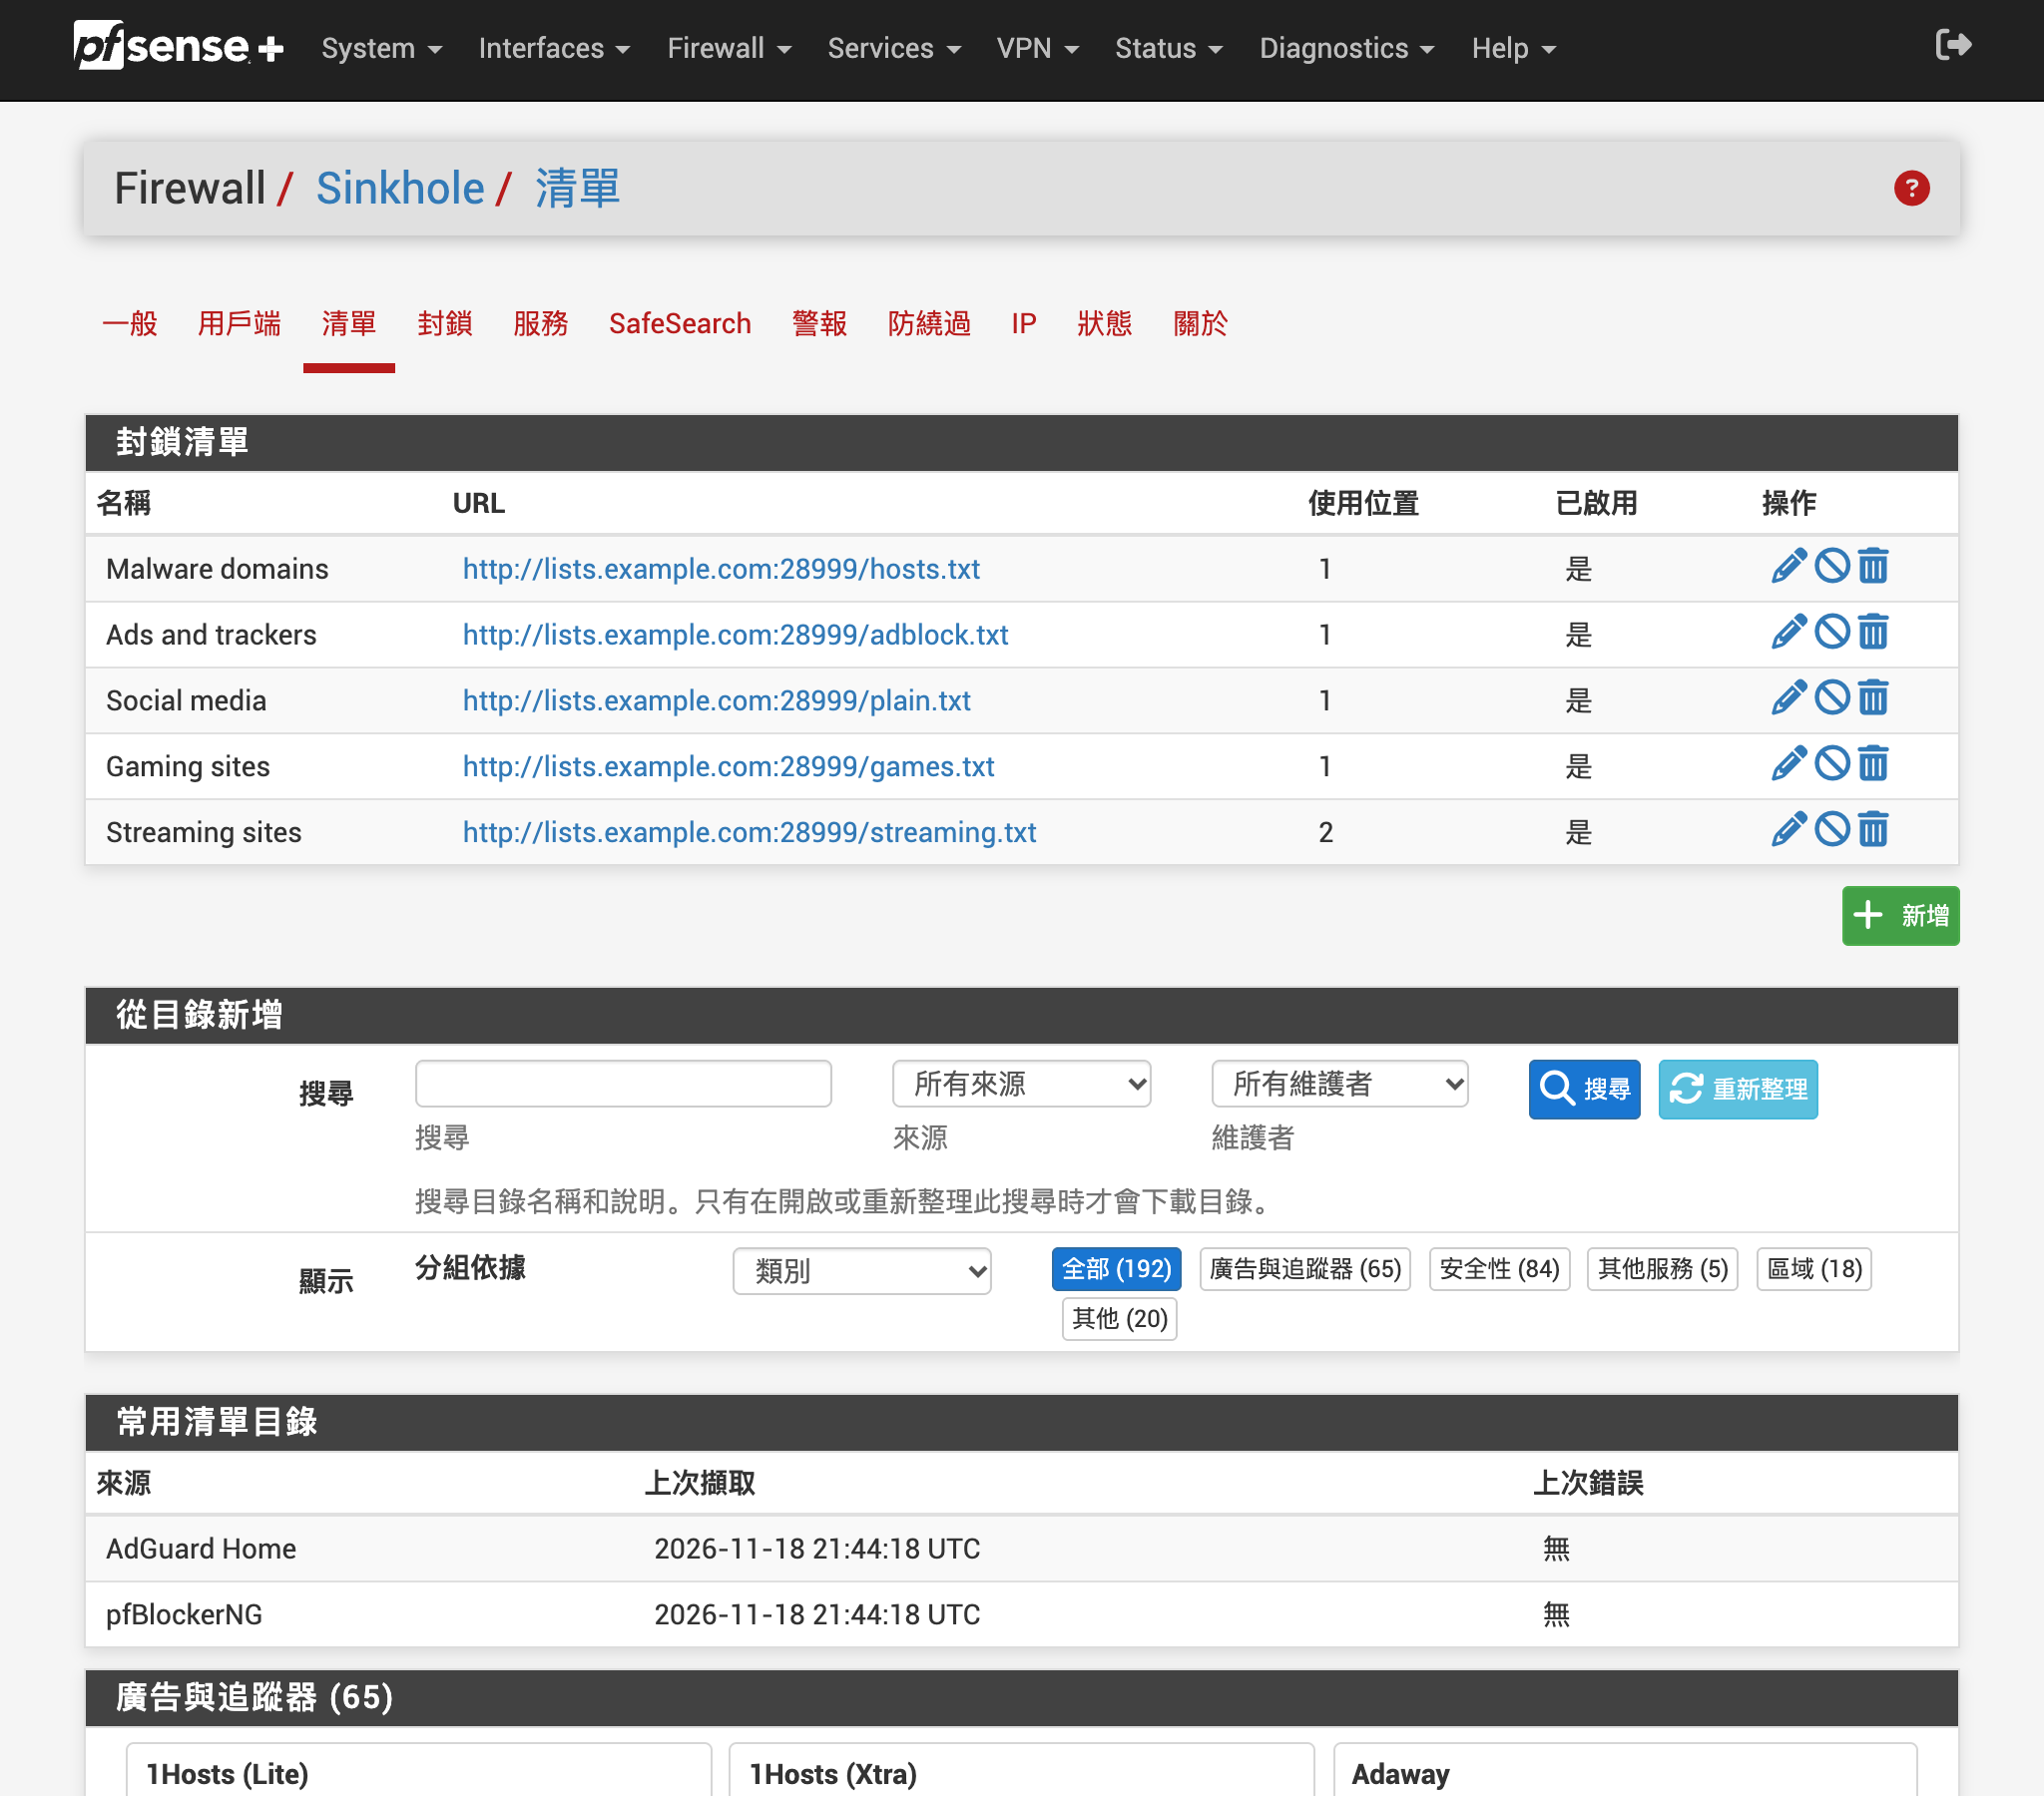 pfsense+ System Interfaces Firewall Services VPN Status Diagnostics Help
Firewall / Sinkhole / 清單
一般 用戶端 清單 封鎖 服務 SafeSearch 警報 防繞過 IP 狀態 關於
封鎖清單
名稱 URL 使用位置 已啟用 操作
Malware domains http://lists.example.com:28999/hosts.txt 1 是
Ads and trackers http://lists.example.com:28999/adblock.txt 1 是
Social media http://lists.example.com:28999/plain.txt 1 是
Gaming sites http://lists.example.com:28999/games.txt 1 是
Streaming sites http://lists.example.com:28999/streaming.txt 2 是
新增
從目錄新增
搜尋 所有來源 所有維護者 搜尋 重新整理
搜尋 來源 維護者
搜尋目錄名稱和說明。只有在開啟或重新整理此搜尋時才會下載目錄。
顯示 分組依據 類別 全部 (192) 廣告與追蹤器 (65) 安全性 (84) 其他服務 (5) 區域 (18)
其他 (20)
常用清單目錄
來源 上次擷取 上次錯誤
AdGuard Home 2026-11-18 21:44:18 UTC 無
pfBlockerNG 2026-11-18 21:44:18 UTC 無
廣告與追蹤器 (65)
1Hosts (Lite) 1Hosts (Xtra) Adaway